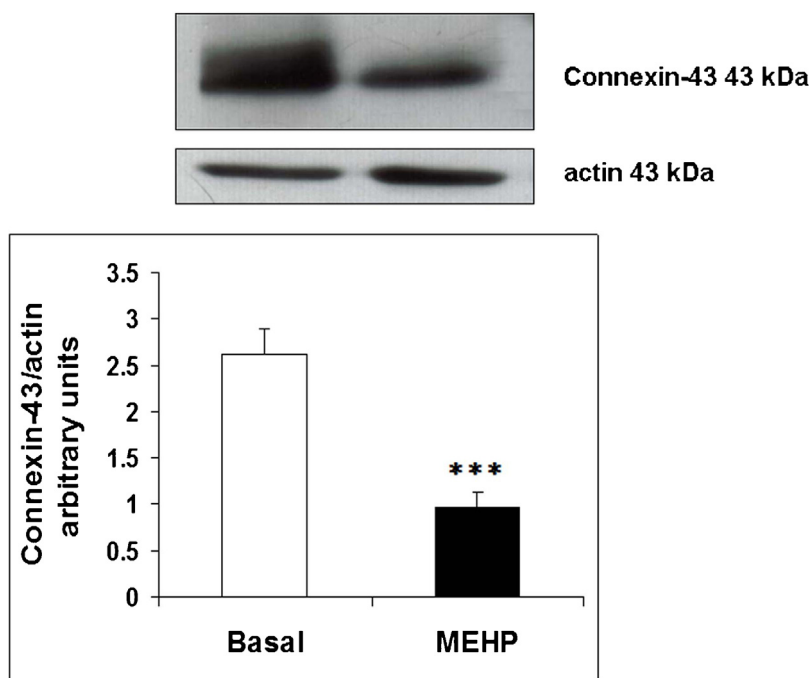 Connexin-43 43 kDa
actin 43 kDa
Connexin-43/actin
arbitrary units
3.5
3
2.5
2
1.5
1
0.5
0
***
Basal
MEHP